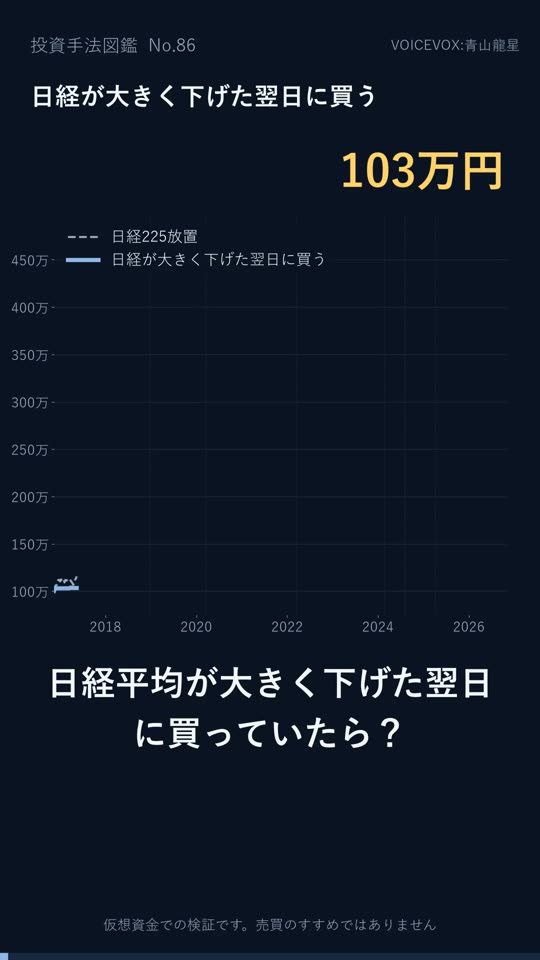 投資手法図鑑 No.86
VOICEVOX:青山龍星
日経が大きく下げた翌日に買う
103万円
日経225放置
日経が大きく下げた翌日に買う
450万
400万
350万
300万
250万
200万
150万
100万
2018 2020 2022 2024 2026
日経平均が大きく下げた翌日
に買っていたら？
仮想資金での検証です。売買のすすめではありません